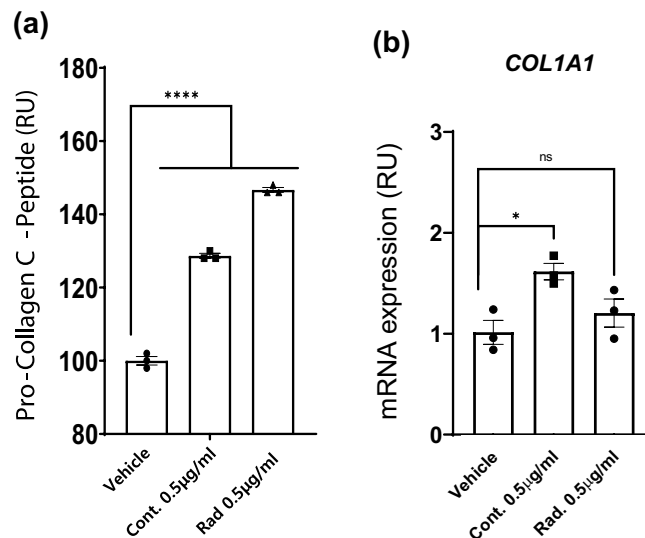 (a)
Pro-Collagen C -Peptide (RU)
180
160
140
120
100
80
****
Vehicle
Cont. 0.5µg/ml
Rad 0.5µg/ml
(b)
COL1A1
mRNA expression (RU)
3
2
1
0
ns
*
Vehicle
Cont. 0.5µg/ml
Rad. 0.5µg/ml